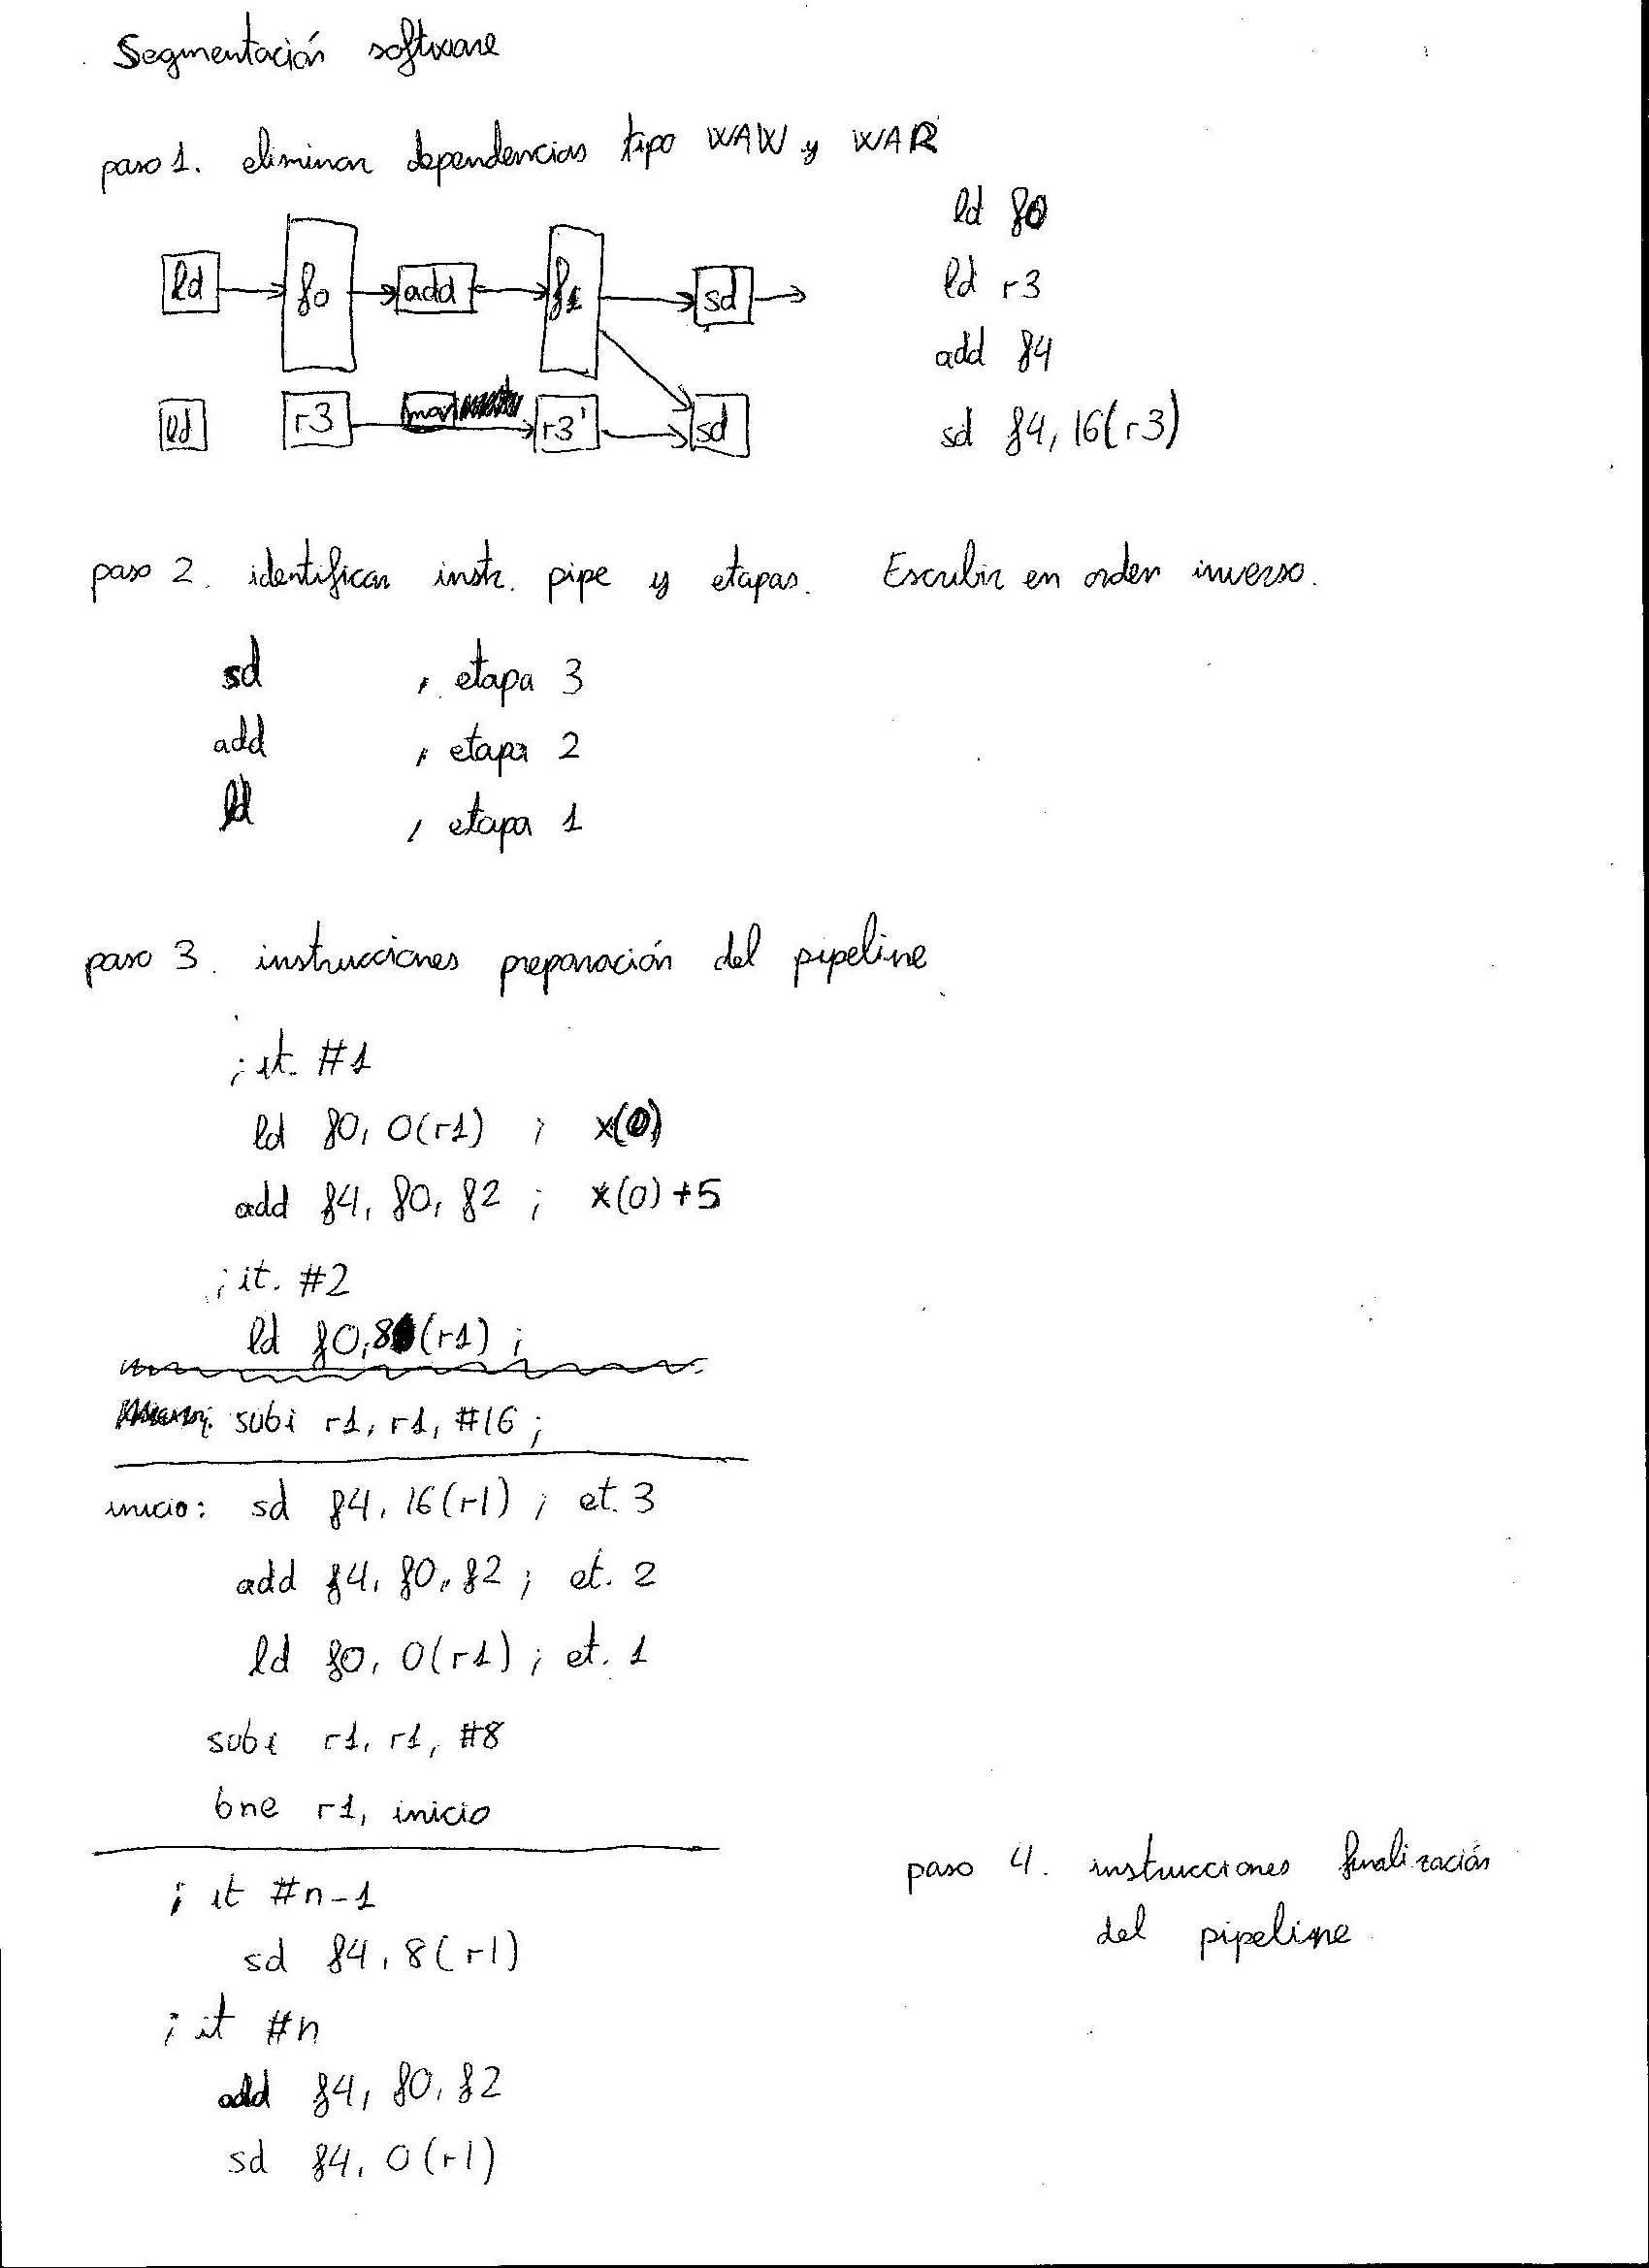 Segmentación software
paso 1. eliminar dependencias tipo WAW y WAR
ld f0
ld r3
add f4
sd f4, 16(r3)
ld f0 add f1 sd
ld r3 mov r3' sd
paso 2. identificar instr. pipe y etapas. Escribir en orden inverso.
sd , etapa 3
add , etapa 2
ld , etapa 1
paso 3. instrucciones preparación del pipeline
; it. #1
ld f0, 0(r1) ; x(0)
add f4, f0, f2 ; x(0)+5
; it. #2
ld f0, 8(r1) ;
subi r1, r1, #16 ;
inicio: sd f4, 16(r1) ; et. 3
add f4, f0, f2 ; et. 2
ld f0, 0(r1) ; et. 1
subi r1, r1, #8
bne r1, inicio
paso 4. instrucciones finalización
del pipeline
; it #n-1
sd f4, 8(r1)
; it #n
add f4, f0, f2
sd f4, 0(r1)